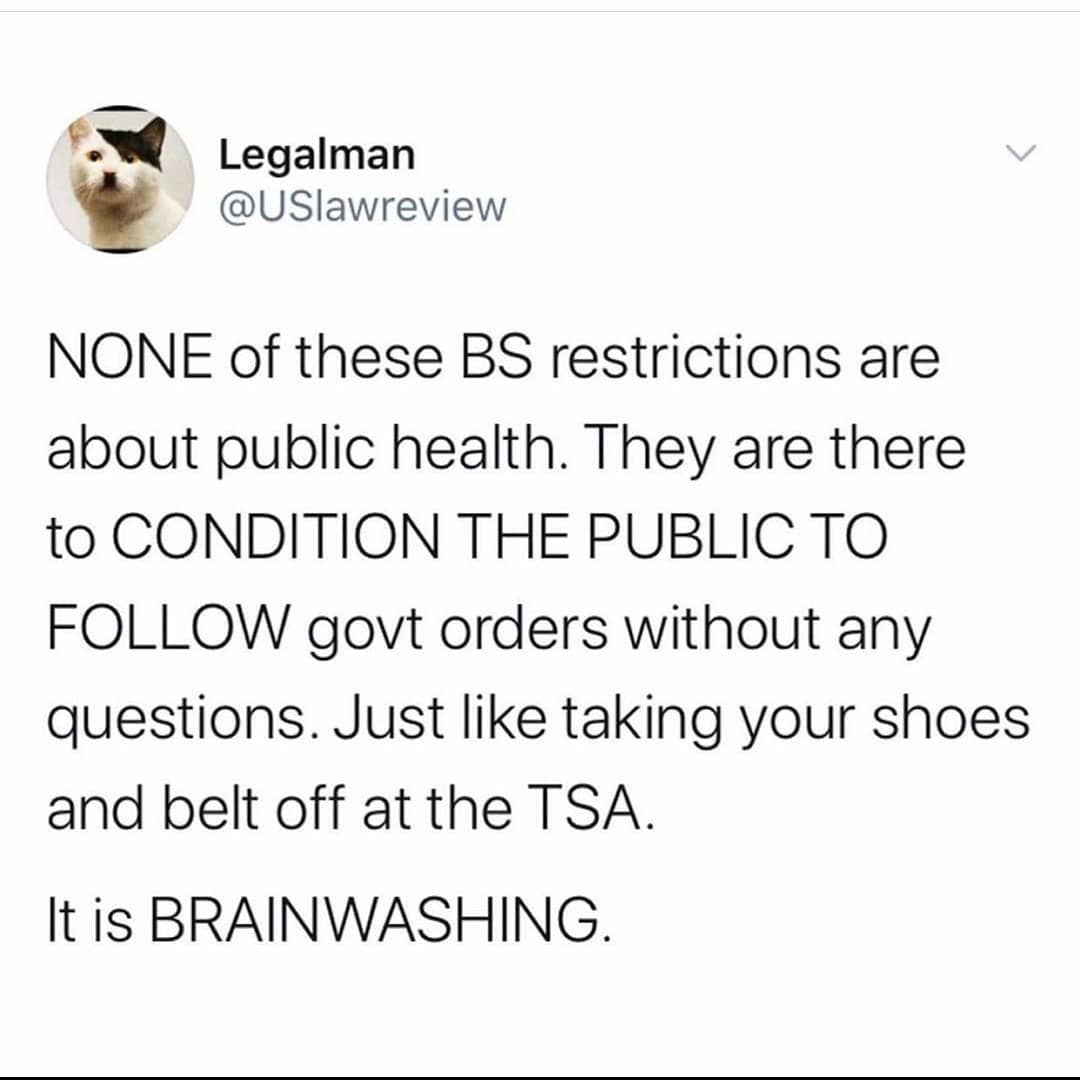 Legalman
@USlawreview
NONE of these BS restrictions are
about public health. They are there
to CONDITION THE PUBLIC TO
FOLLOW govt orders without any
questions. Just like taking your shoes
and belt off at the TSA.
It is BRAINWASHING.